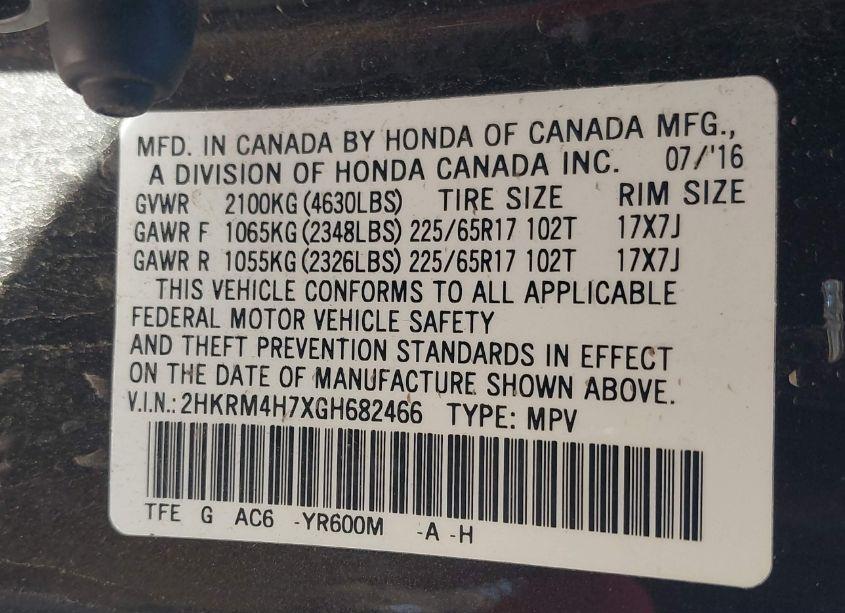 MFD. IN CANADA BY HONDA OF CANADA MFG.,
A DIVISION OF HONDA CANADA INC. 07/'16
GVWR 2100KG (4630LBS) TIRE SIZE RIM SIZE
GAWR F 1065KG (2348LBS) 225/65R17 102T 17X7J
GAWR R 1055KG (2326LBS) 225/65R17 102T 17X7J
THIS VEHICLE CONFORMS TO ALL APPLICABLE
FEDERAL MOTOR VEHICLE SAFETY
AND THEFT PREVENTION STANDARDS IN EFFECT
ON THE DATE OF MANUFACTURE SHOWN ABOVE.
V.I.N.: 2HKRM4H7XGH682466 TYPE: MPV
TFE G AC6 -YR600M -A -H